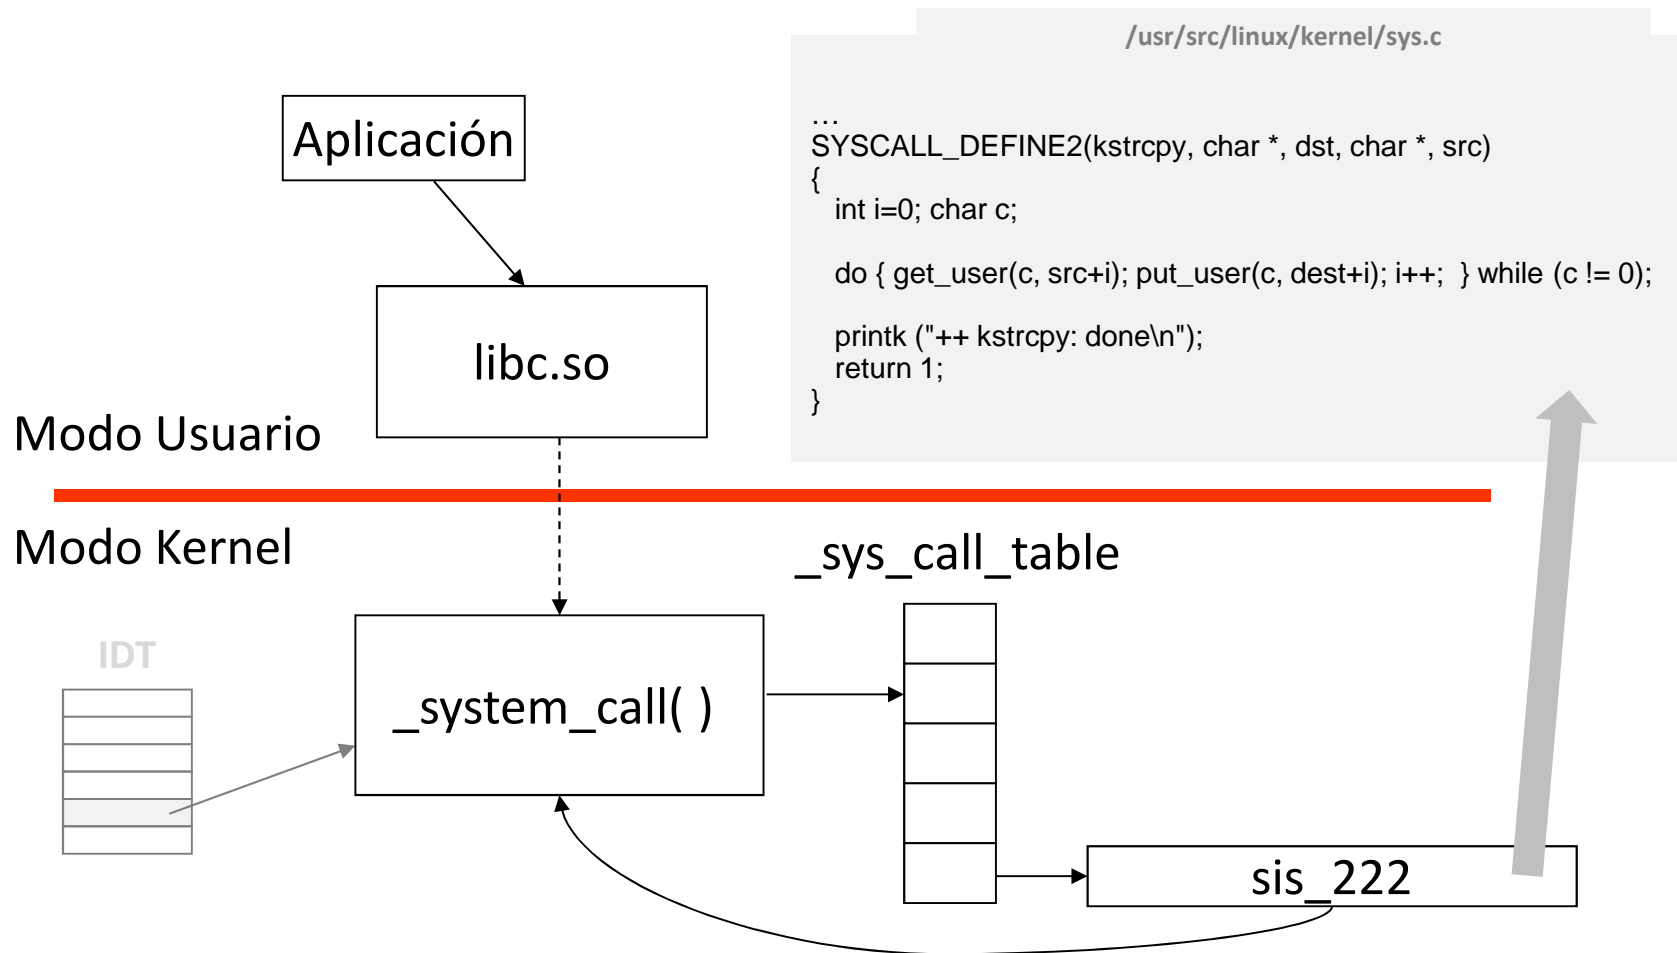 /usr/src/linux/kernel/sys.c
…
SYSCALL_DEFINE2(kstrcpy, char *, dst, char *, src)
{
int i=0; char c;
do { get_user(c, src+i); put_user(c, dest+i); i++;  } while (c != 0);
printk ("++ kstrcpy: done\n");
return 1;
}
Aplicación
libc.so
Modo Usuario
Modo Kernel
_sys_call_table
IDT
_system_call( )
sis_222